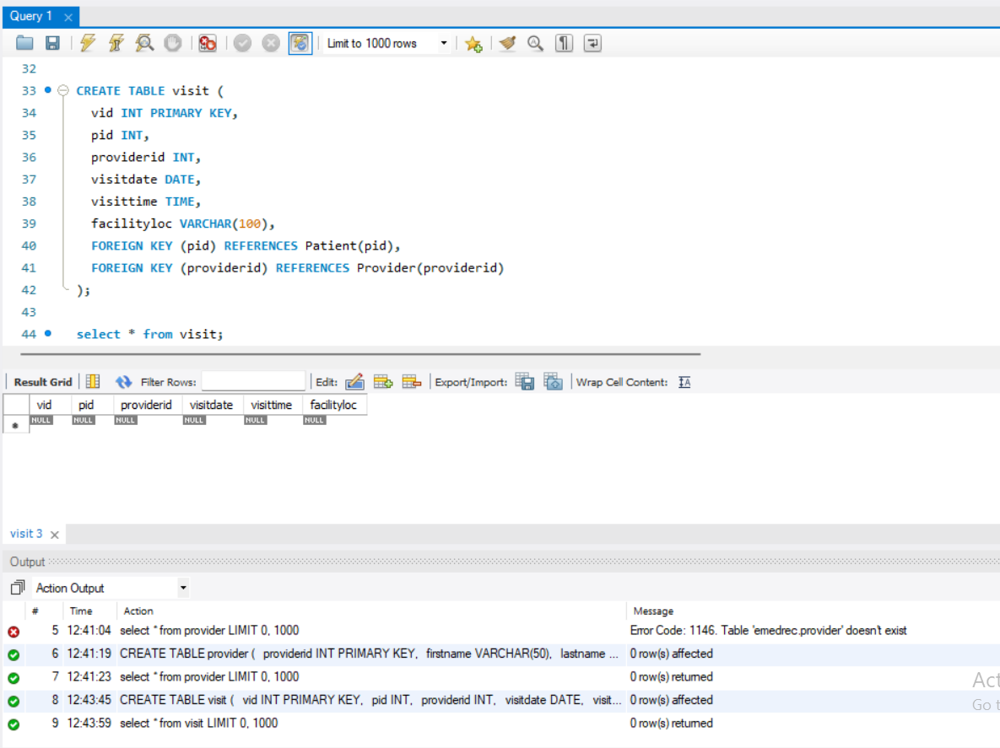 Query 1
Limit to 1000 rows
32
33 CREATE TABLE visit (
34 vid INT PRIMARY KEY,
35 pid INT,
36 providerid INT,
37 visitdate DATE,
38 visittime TIME,
39 facilityloc VARCHAR(100),
40 FOREIGN KEY (pid) REFERENCES Patient(pid),
41 FOREIGN KEY (providerid) REFERENCES Provider(providerid)
42 );
43
44 select * from visit;
Result Grid Filter Rows: Edit: Export/Import: Wrap Cell Content:
vid pid providerid visitdate visittime facilityloc
NULL NULL NULL NULL NULL NULL
visit 3
Output
Action Output
# Time Action Message
5 12:41:04 select * from provider LIMIT 0, 1000 Error Code: 1146. Table 'emedrec.provider' doesn't exist
6 12:41:19 CREATE TABLE provider ( providerid INT PRIMARY KEY, firstname VARCHAR(50), lastname ... 0 row(s) affected
7 12:41:23 select * from provider LIMIT 0, 1000 0 row(s) returned
8 12:43:45 CREATE TABLE visit ( vid INT PRIMARY KEY, pid INT, providerid INT, visitdate DATE, visit... 0 row(s) affected
9 12:43:59 select * from visit LIMIT 0, 1000 0 row(s) returned
Act
Go t